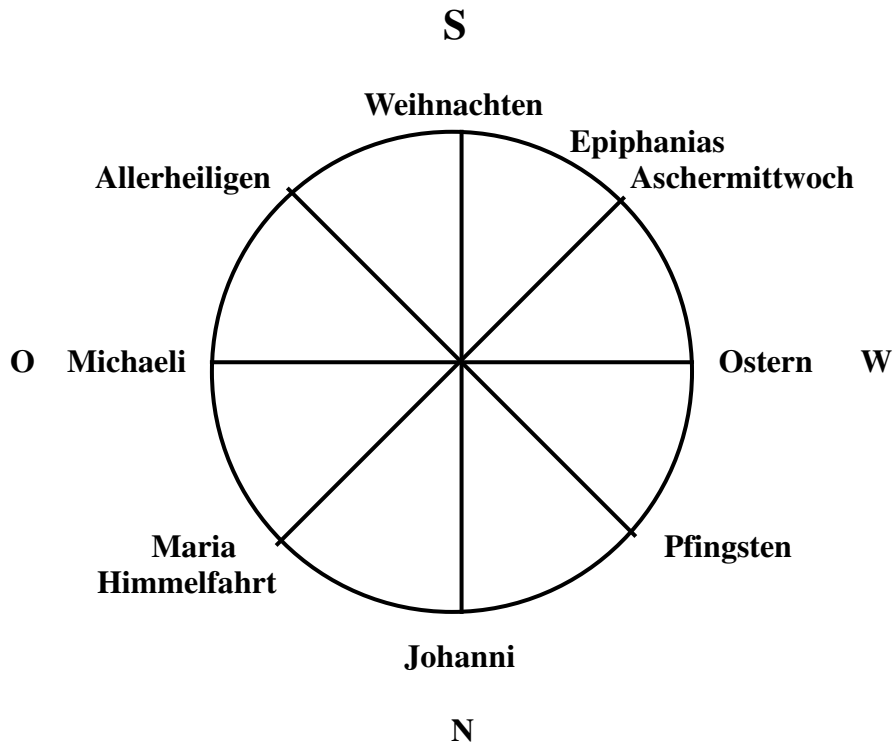 S
Weihnachten
Epiphanias
Allerheiligen
Aschermittwoch
O
Michaeli
Ostern
W
Maria
Himmelfahrt
Pfingsten
Johanni
N